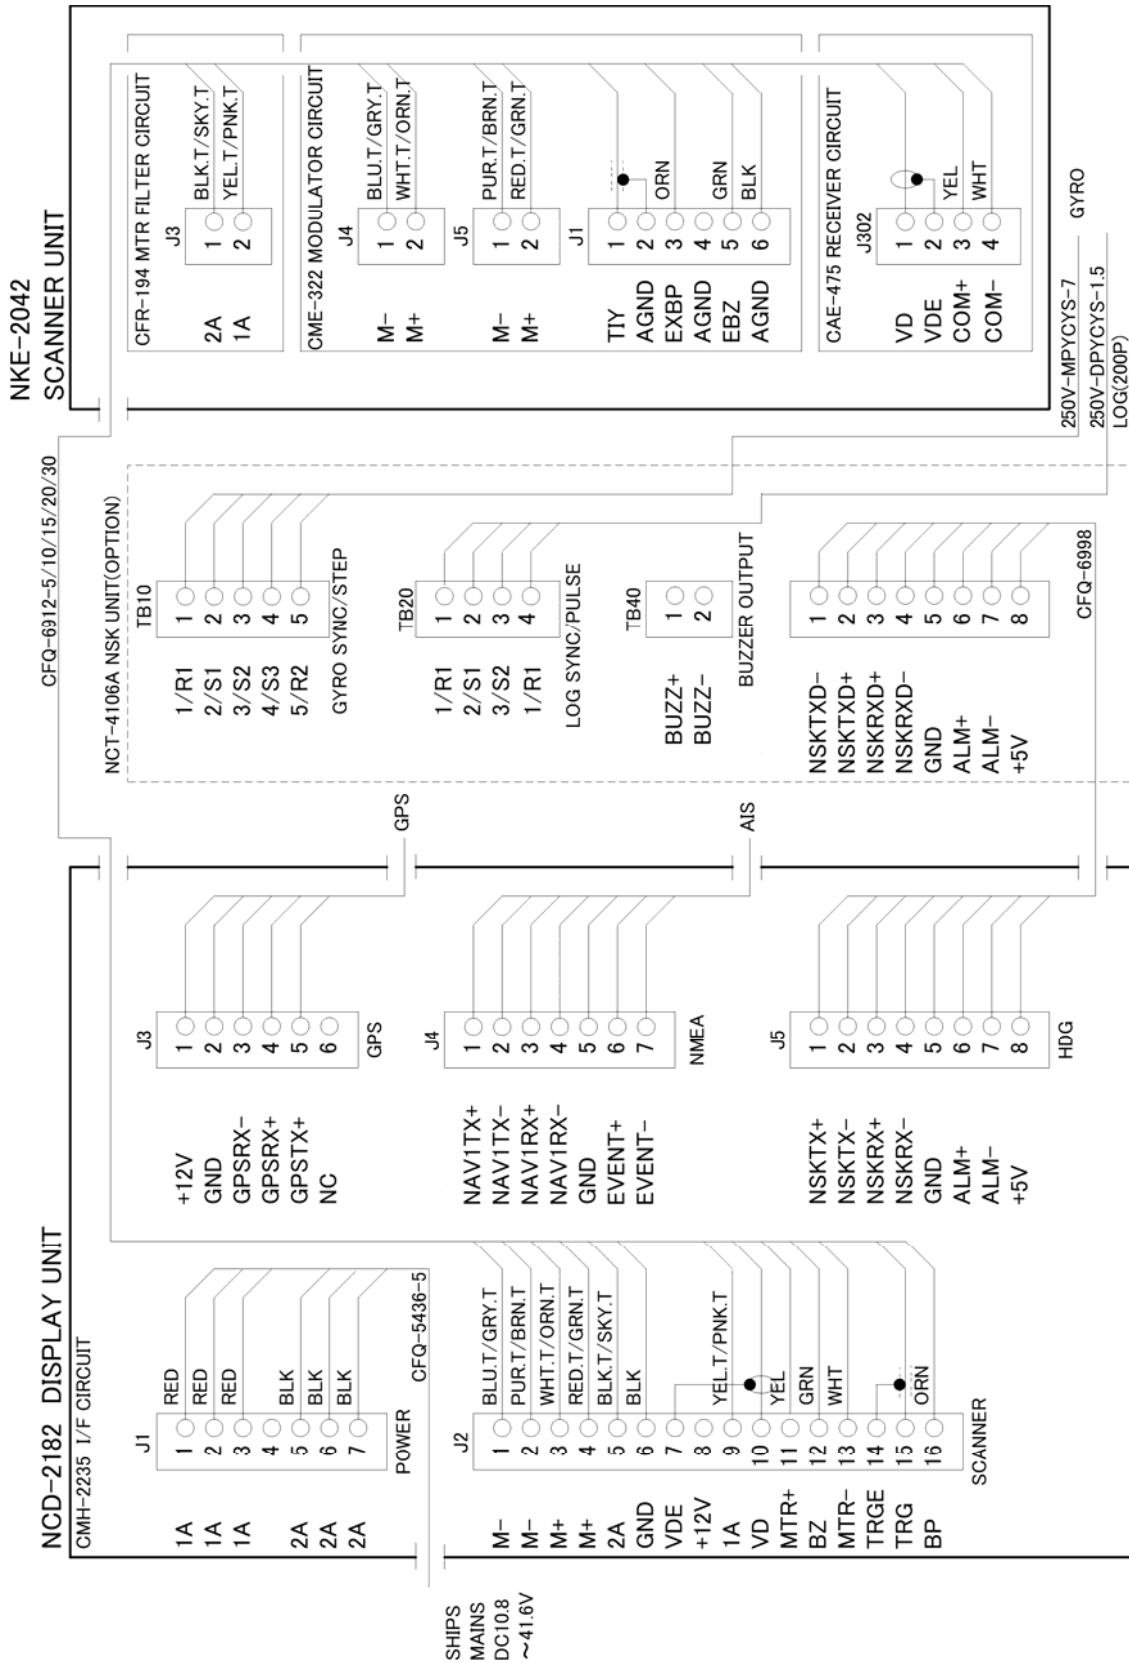 NKE-2042
SCANNER UNIT
CFR-194 MTR FILTER CIRCUIT
J3
2A 1 BLK.T/SKY.T
1A 2 YEL.T/PNK.T
CME-322 MODULATOR CIRCUIT
J4
M- 1 BLU.T/GRY.T
M+ 2 WHT.T/ORN.T
J5
M- 1 PUR.T/BRN.T
M+ 2 RED.T/GRN.T
J1
TIY 1
AGND 2
EXBP 3 ORN
AGND 4
EBZ 5 GRN
AGND 6 BLK
CAE-475 RECEIVER CIRCUIT
J302
VD 1
VDE 2
COM+ 3 YEL
COM- 4 WHT
CFQ-6912-5/10/15/20/30
250V-MPYCYS-7
GYRO
250V-DPYCYS-1.5
LOG(200P)
NCT-4106A NSK UNIT(OPTION)
TB10
1/R1 1
2/S1 2
3/S2 3
4/S3 4
5/R2 5
GYRO SYNC/STEP
TB20
1/R1 1
2/S1 2
3/S2 3
1/R1 4
LOG SYNC/PULSE
TB40
BUZZ+ 1
BUZZ- 2
BUZZER OUTPUT
NSKTXD- 1
NSKTXD+ 2
NSKRXD+ 3
NSKRXD- 4
GND 5
ALM+ 6
ALM- 7
+5V 8
CFQ-6998
GPS
AIS
NCD-2182 DISPLAY UNIT
CMH-2235 I/F CIRCUIT
J3
+12V 1
GND 2
GPSRX- 3
GPSRX+ 4
GPSTX+ 5
NC 6
GPS
J4
NAV1TX+ 1
NAV1TX- 2
NAV1RX+ 3
NAV1RX- 4
GND 5
EVENT+ 6
EVENT- 7
NMEA
J5
NSKTX+ 1
NSKTX- 2
NSKRX+ 3
NSKRX- 4
GND 5
ALM+ 6
ALM- 7
+5V 8
HDG
J1
1A 1 RED
1A 2 RED
1A 3 RED
4
2A 5 BLK
2A 6 BLK
2A 7 BLK
POWER
CFQ-5436-5
J2
M- 1 BLU.T/GRY.T
M- 2 PUR.T/BRN.T
M+ 3 WHT.T/ORN.T
M+ 4 RED.T/GRN.T
2A 5 BLK.T/SKY.T
GND 6 BLK
VDE 7
+12V 8
1A 9 YEL.T/PNK.T
VD 10
MTR+ 11 YEL
BZ 12 GRN
MTR- 13 WHT
TRGE 14
TRG 15
BP 16 ORN
SCANNER
SHIPS
MAINS
DC10.8
~41.6V